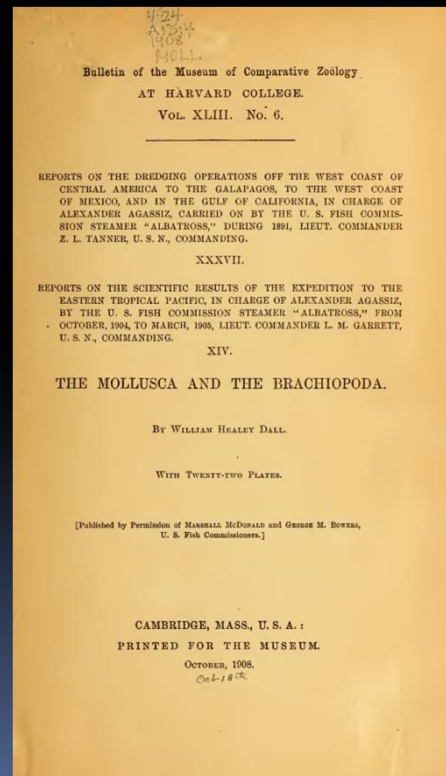 4-24
1908
MOLL.
Bulletin of the Museum of Comparative Zoölogy
AT HARVARD COLLEGE.
VOL. XLIII. No. 6.
REPORTS ON THE DREDGING OPERATIONS OFF THE WEST COAST OF
CENTRAL AMERICA TO THE GALAPAGOS, TO THE WEST COAST
OF MEXICO, AND IN THE GULF OF CALIFORNIA, IN CHARGE OF
ALEXANDER AGASSIZ, CARRIED ON BY THE U. S. FISH COMMIS-
SION STEAMER "ALBATROSS," DURING 1891, LIEUT. COMMANDER
Z. L. TANNER, U. S. N., COMMANDING.
XXXVII.
REPORTS ON THE SCIENTIFIC RESULTS OF THE EXPEDITION TO THE
EASTERN TROPICAL PACIFIC, IN CHARGE OF ALEXANDER AGASSIZ,
BY THE U. S. FISH COMMISSION STEAMER "ALBATROSS," FROM
OCTOBER, 1904, TO MARCH, 1905, LIEUT. COMMANDER L. M. GARRETT,
U. S. N., COMMANDING.
XIV.
THE MOLLUSCA AND THE BRACHIOPODA.
BY WILLIAM HEALEY DALL.
WITH TWENTY-TWO PLATES.
[Published by Permission of MARSHALL MCDONALD and GEORGE M. BOWERS,
U. S. Fish Commissioners.]
CAMBRIDGE, MASS., U. S. A. :
PRINTED FOR THE MUSEUM.
OCTOBER, 1908.
Oct-18th